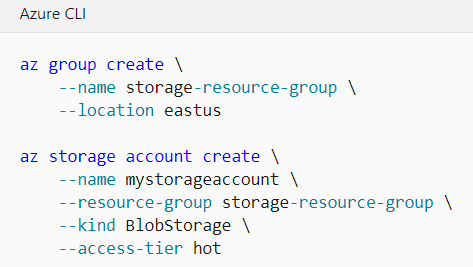 Azure CLI
az group create \
    --name storage-resource-group \
    --location eastus
az storage account create \
    --name mystorageaccount \
    --resource-group storage-resource-group \
    --kind BlobStorage \
    --access-tier hot